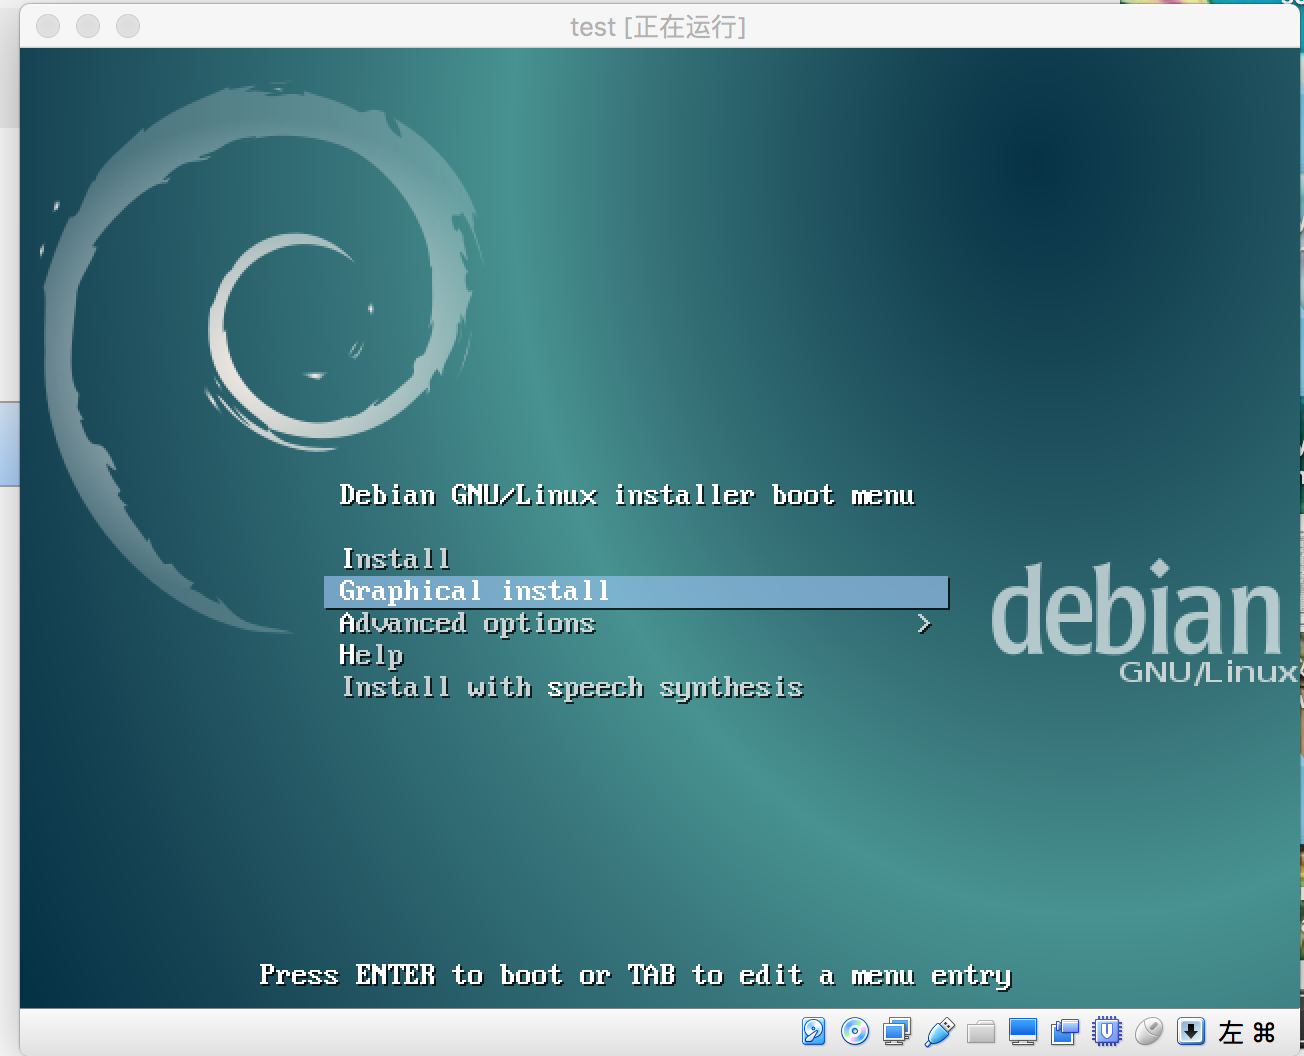 test [正在运行]
Debian GNU/Linux installer boot menu
Install
Graphical install
Advanced options >
Help
Install with speech synthesis
debian
GNU/Linux
Press ENTER to boot or TAB to edit a menu entry
左 ⌘